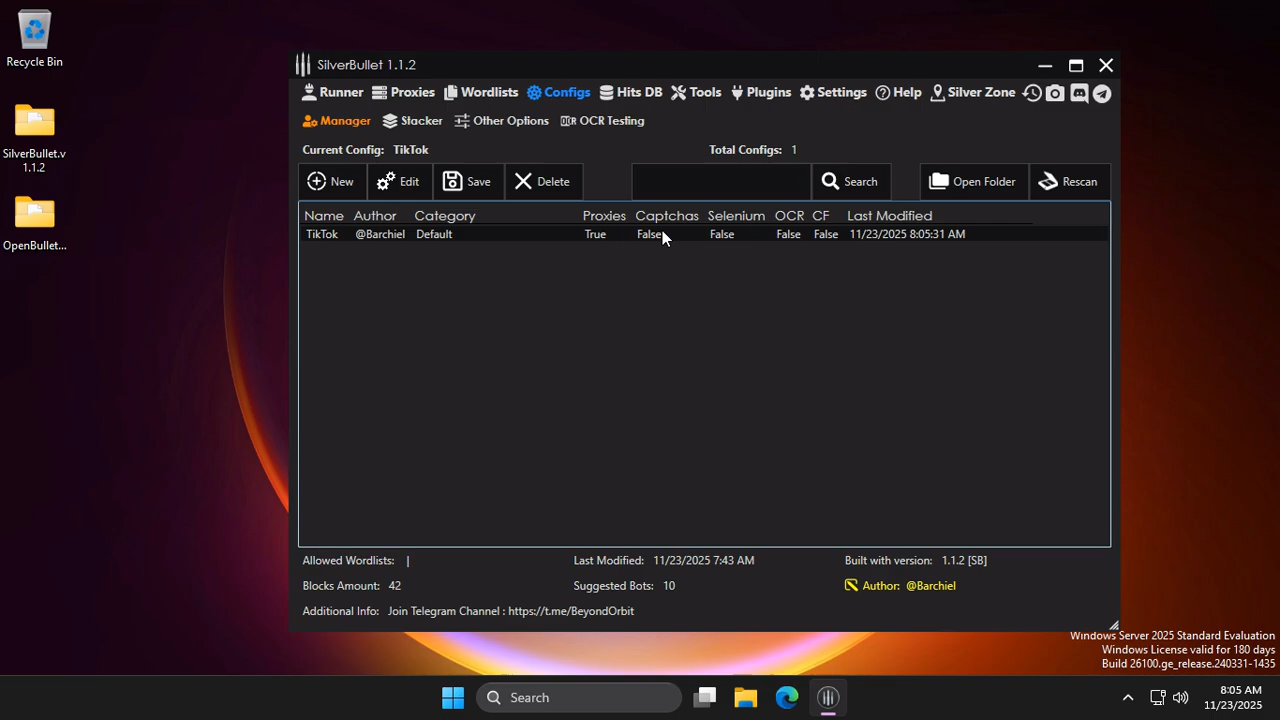 Recycle Bin
SilverBullet.v
1.1.2
OpenBullet...
SilverBullet 1.1.2
Runner Proxies Wordlists Configs Hits DB Tools Plugins Settings Help Silver Zone
Manager Stacker Other Options OCR OCR Testing
Current Config: TikTok Total Configs: 1
New Edit Save Delete Search Open Folder Rescan
Name Author Category Proxies Captchas Selenium OCR CF Last Modified
TikTok @Barchiel Default True False False False False 11/23/2025 8:05:31 AM
Allowed Wordlists: | Last Modified: 11/23/2025 7:43 AM Built with version: 1.1.2 [SB]
Blocks Amount: 42 Suggested Bots: 10 Author: @Barchiel
Additional Info: Join Telegram Channel : https://t.me/BeyondOrbit
Windows Server 2025 Standard Evaluation
Windows License valid for 180 days
Build 26100.ge_release.240331-1435
Search
8:05 AM
11/23/2025